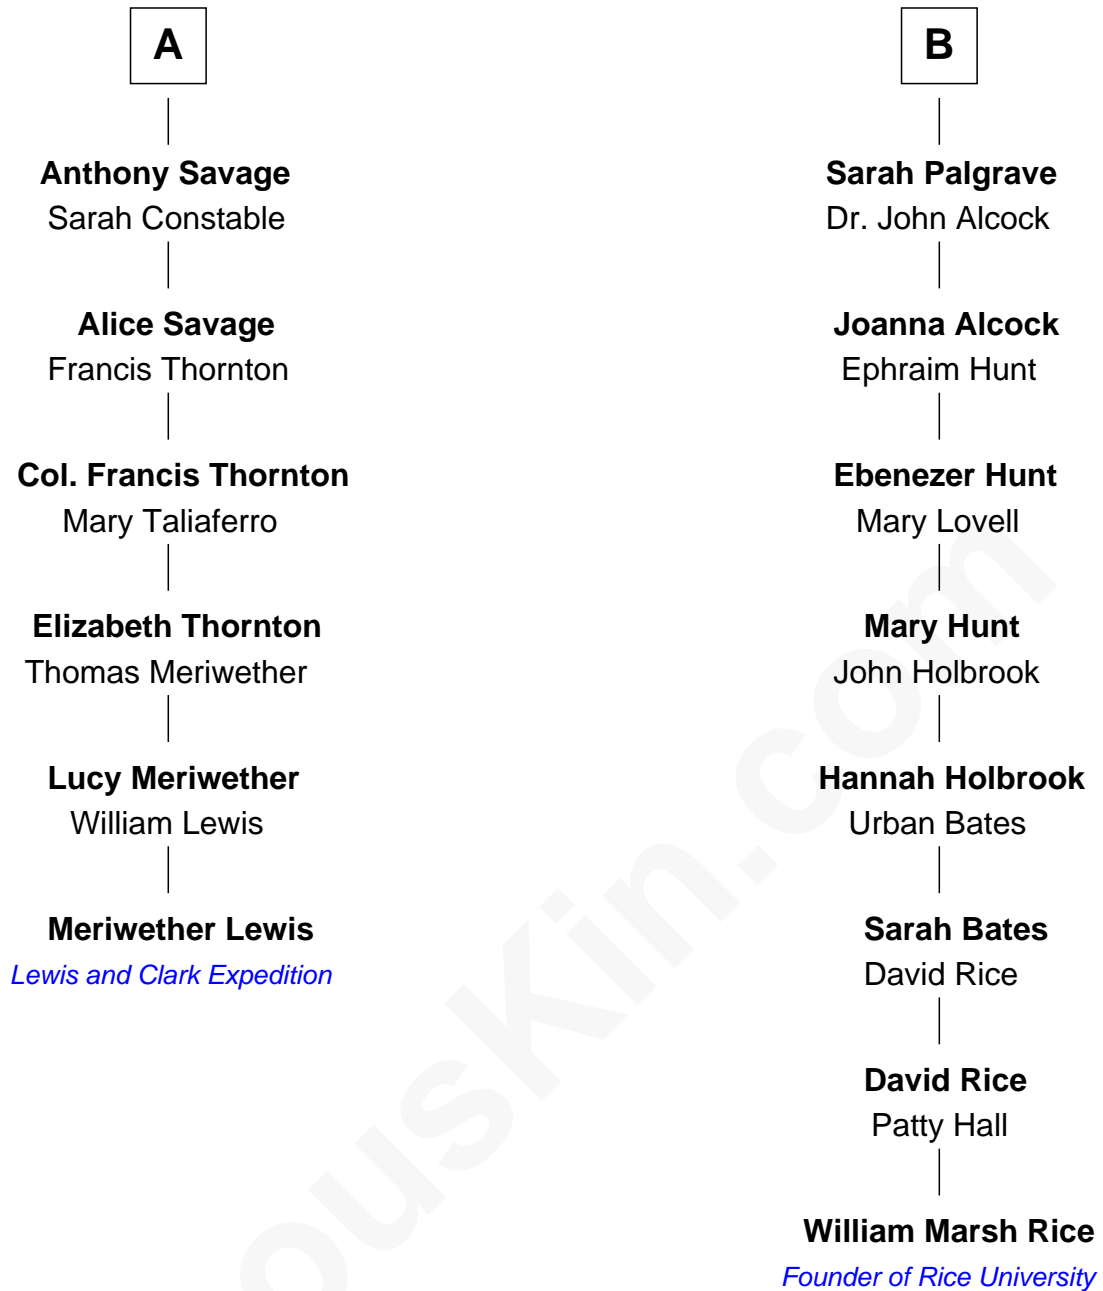 A
Anthony Savage
Sarah Constable
Alice Savage
Francis Thornton
Col. Francis Thornton
Mary Taliaferro
Elizabeth Thornton
Thomas Meriwether
Lucy Meriwether
William Lewis
Meriwether Lewis
Lewis and Clark Expedition
B
Sarah Palgrave
Dr. John Alcock
Joanna Alcock
Ephraim Hunt
Ebenezer Hunt
Mary Lovell
Mary Hunt
John Holbrook
Hannah Holbrook
Urban Bates
Sarah Bates
David Rice
David Rice
Patty Hall
William Marsh Rice
Founder of Rice University
ousKin.com